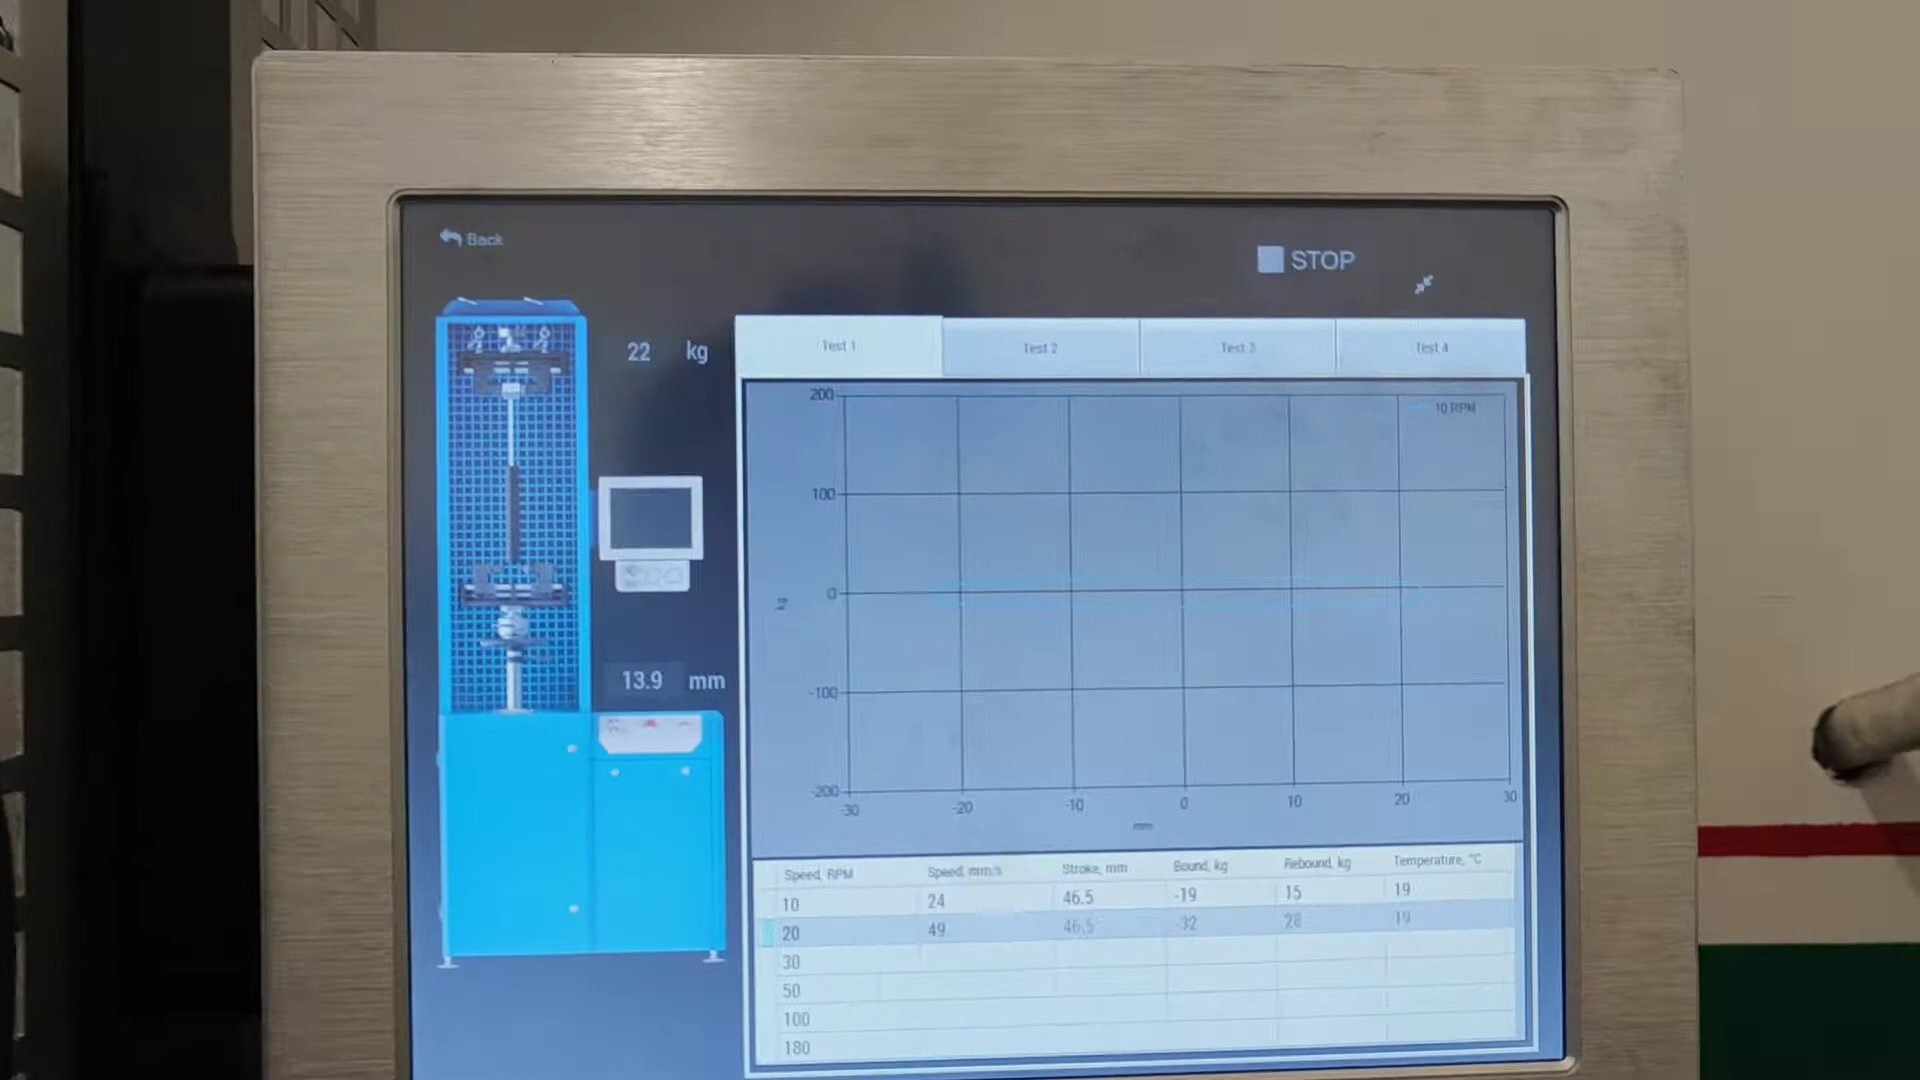 Back
STOP
22 kg
Test 1 Test 2 Test 3 Test 4
200
10 RPM
100
0
kg
-100
-200
-30 -20 -10 0 10 20 30
mm
13.9 mm
Speed, RPM Speed, mm/s Stroke, mm Bound, kg Rebound, kg Temperature, °C
10 24 46.5 -19 15 19
20 49 46.5 -32 28 19
30
50
100
180